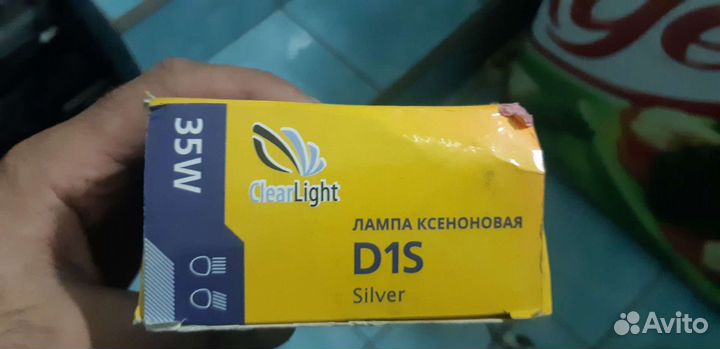 35W
ClearLight
ЛАМПА КСЕНОНОВАЯ
D1S
Silver
Avito